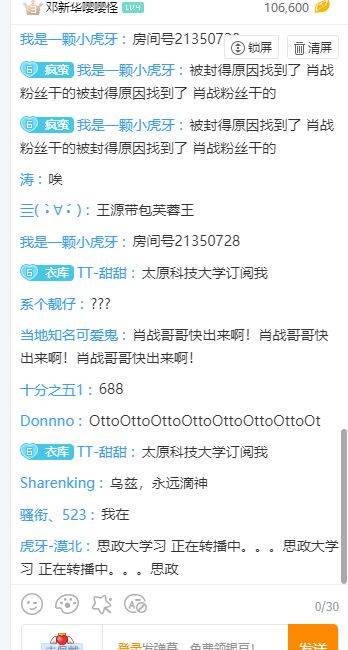 邓新华嘤嘤怪 LV4 106,600
我是一颗小虎牙：房间号21350728
锁屏 清屏
6 疯蛮 我是一颗小虎牙：被封得原因找到了 肖战
粉丝干的被封得原因找到了 肖战粉丝干的
6 疯蛮 我是一颗小虎牙：被封得原因找到了 肖战
粉丝干的被封得原因找到了 肖战粉丝干的
涛：唉
三(･̀∀･́)：王源带包芙蓉王
我是一颗小虎牙：房间号21350728
6 衣库 TT-甜甜：太原科技大学订阅我
系个靓仔：???
当地知名可爱鬼：肖战哥哥快出来啊！肖战哥哥快
出来啊！肖战哥哥快出来啊！
十分之五1：688
Donnno：OttoOttoOttoOttoOttoOttoOttoOt
6 衣库 TT-甜甜：太原科技大学订阅我
Sharenking：乌兹，永远滴神
骚衔、523：我在
虎牙-漠北：思政大学习 正在转播中。。。思政大学
习 正在转播中。。。思政
0/30
登录发弹幕，免费领银豆！
发送